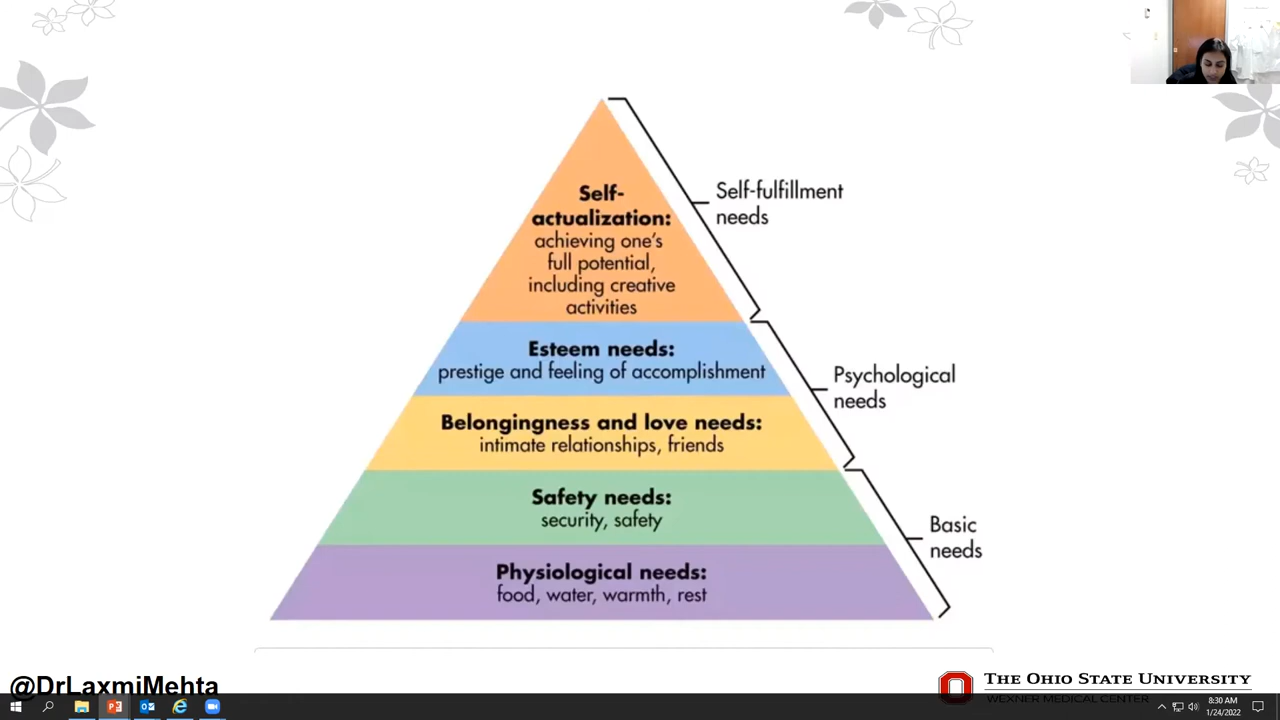 Self-
actualization:
achieving one's
full potential,
including creative
activities
Self-fulfillment
needs
Esteem needs:
prestige and feeling of accomplishment
Psychological
needs
Belongingness and love needs:
intimate relationships, friends
Safety needs:
security, safety
Basic
needs
Physiological needs:
food, water, warmth, rest
@DrLaxmiMehta
THE OHIO STATE UNIVERSITY
WEXNER MEDICAL CENTER
8:30 AM
1/24/2022